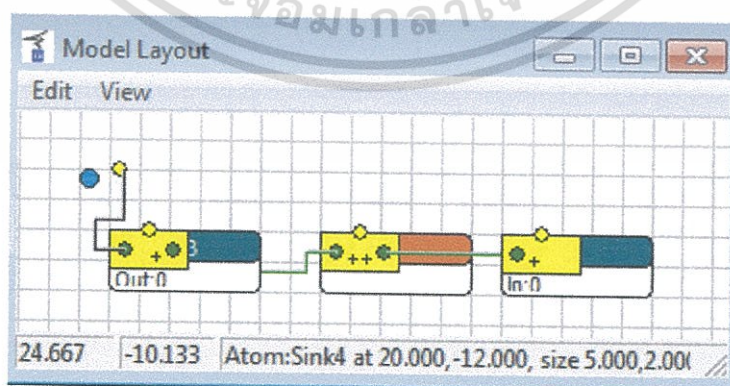 Model Layout
Edit View
3
+
Out:0
++
+
In:0
24.667 -10.133 Atom:Sink4 at 20.000,-12.000, size 5.000,2.00(